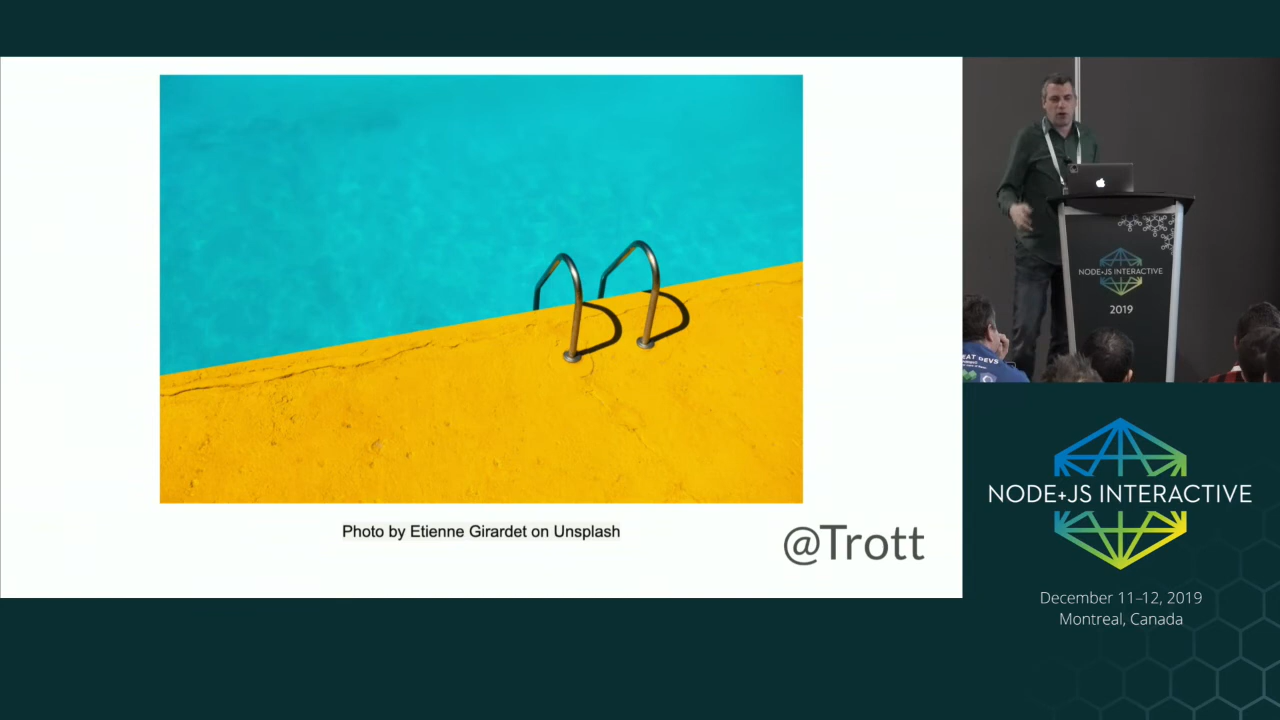 Photo by Etienne Girardet on Unsplash
@Trott
NODE+JS INTERACTIVE
2019
NODE+JS INTERACTIVE
December 11–12, 2019
Montreal, Canada